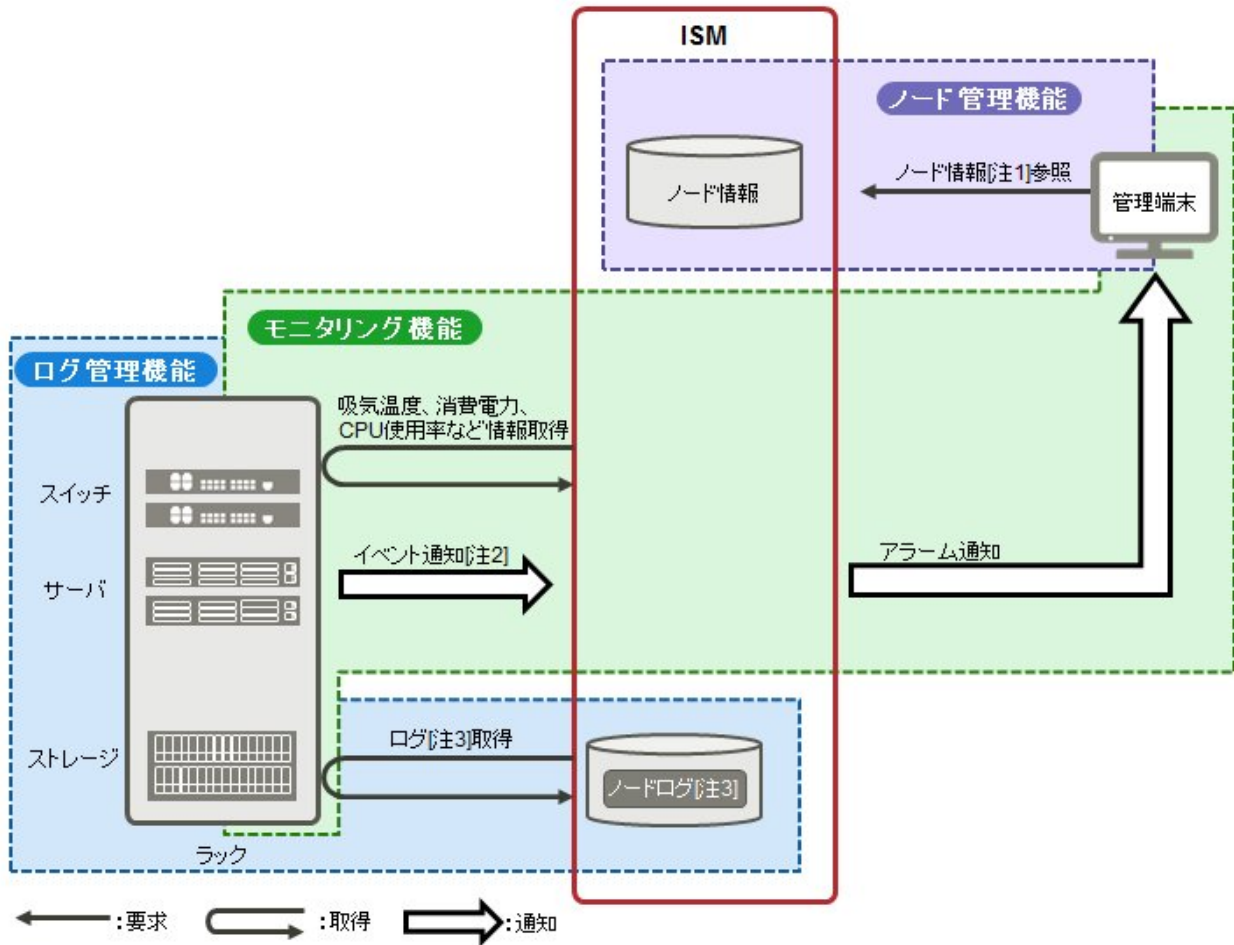 ISM
ノード管理機能
ノード情報
ノード情報[注1]参照
管理端末
モニタリング機能
ログ管理機能
吸気温度、消費電力、
CPU使用率など情報取得
スイッチ
イベント通知[注2]
アラーム通知
サーバ
ログ[注3]取得
ストレージ
ノードログ[注3]
ラック
:要求
:取得
:通知